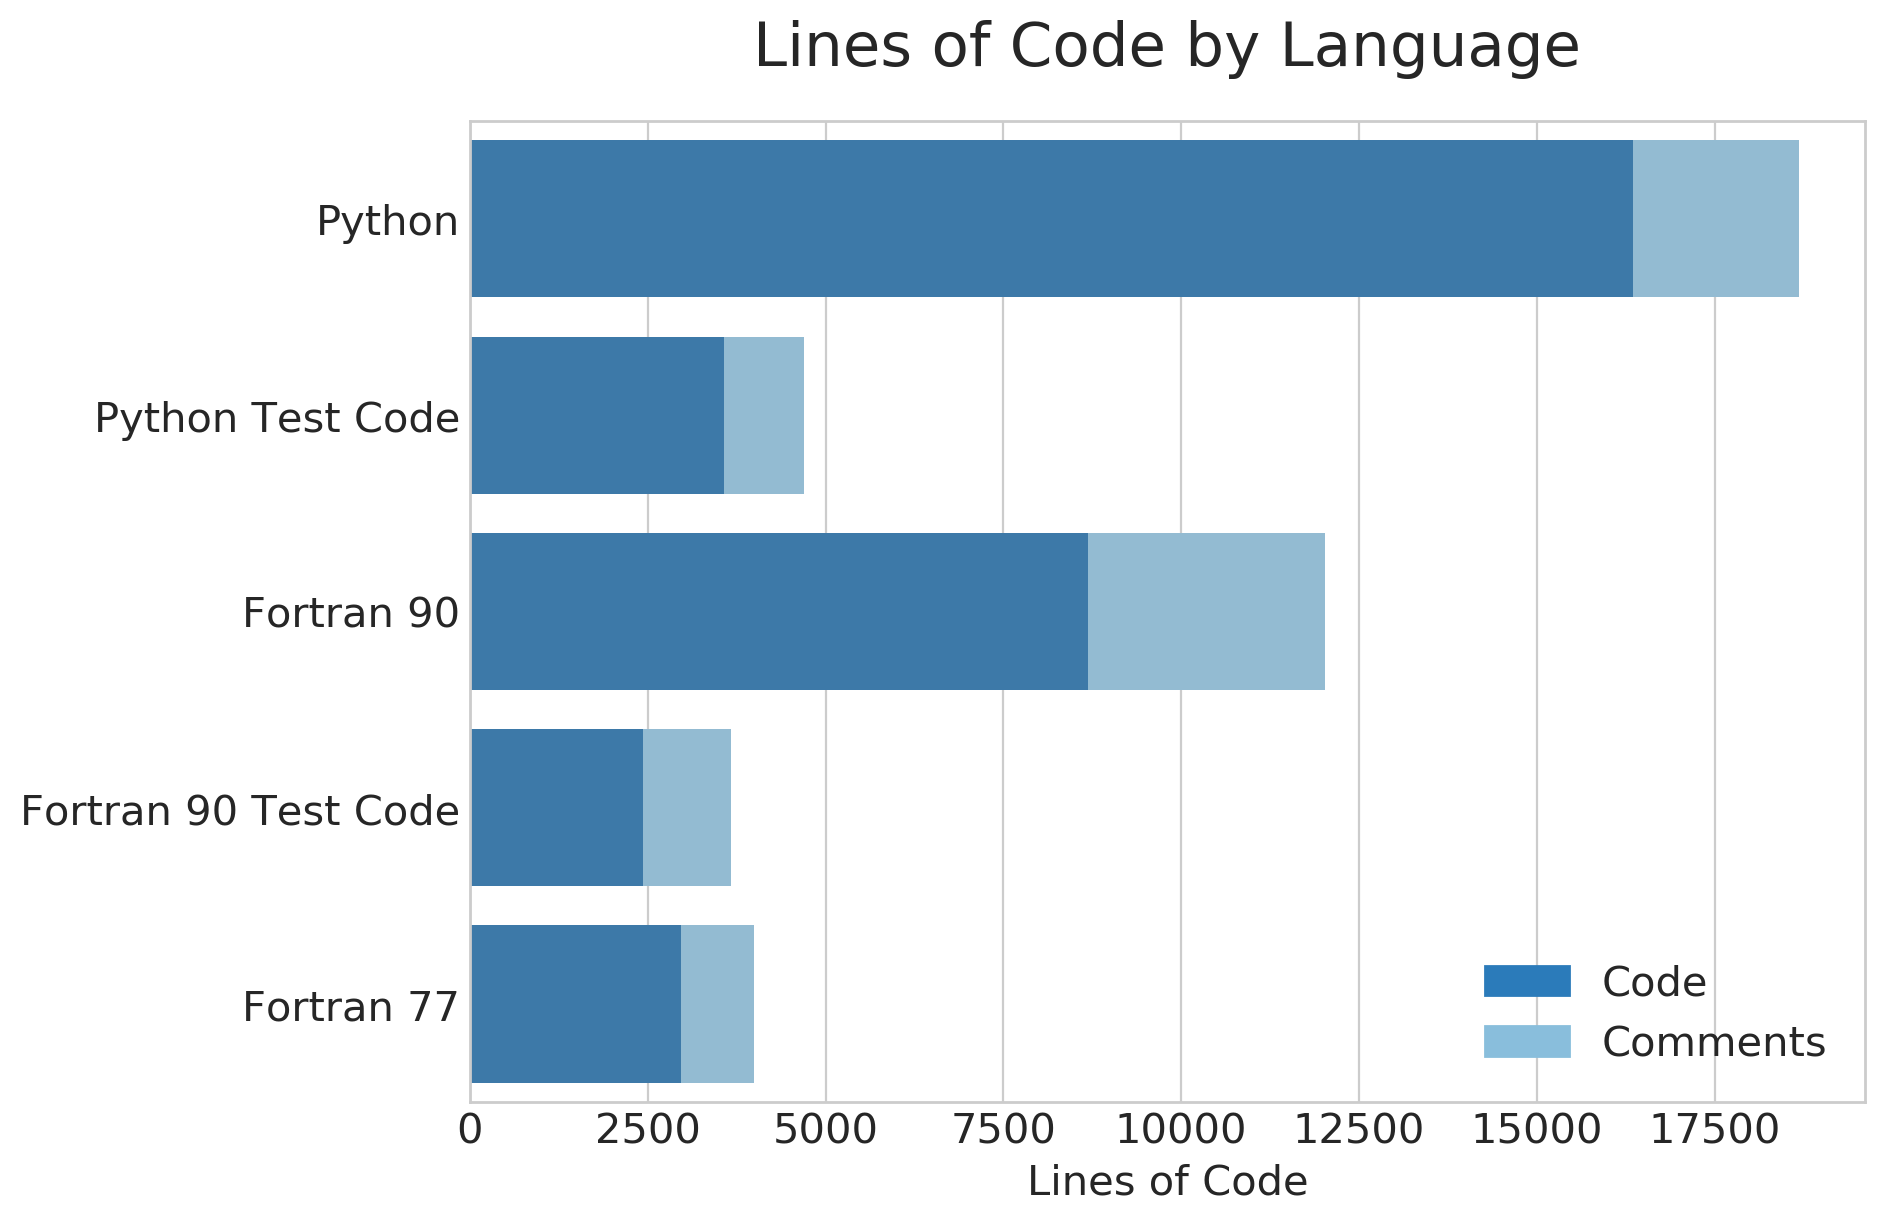 Lines of Code by Language
Python
Python Test Code
Fortran 90
Fortran 90 Test Code
Fortran 77
Code
Comments
0 2500 5000 7500 10000 12500 15000 17500
Lines of Code